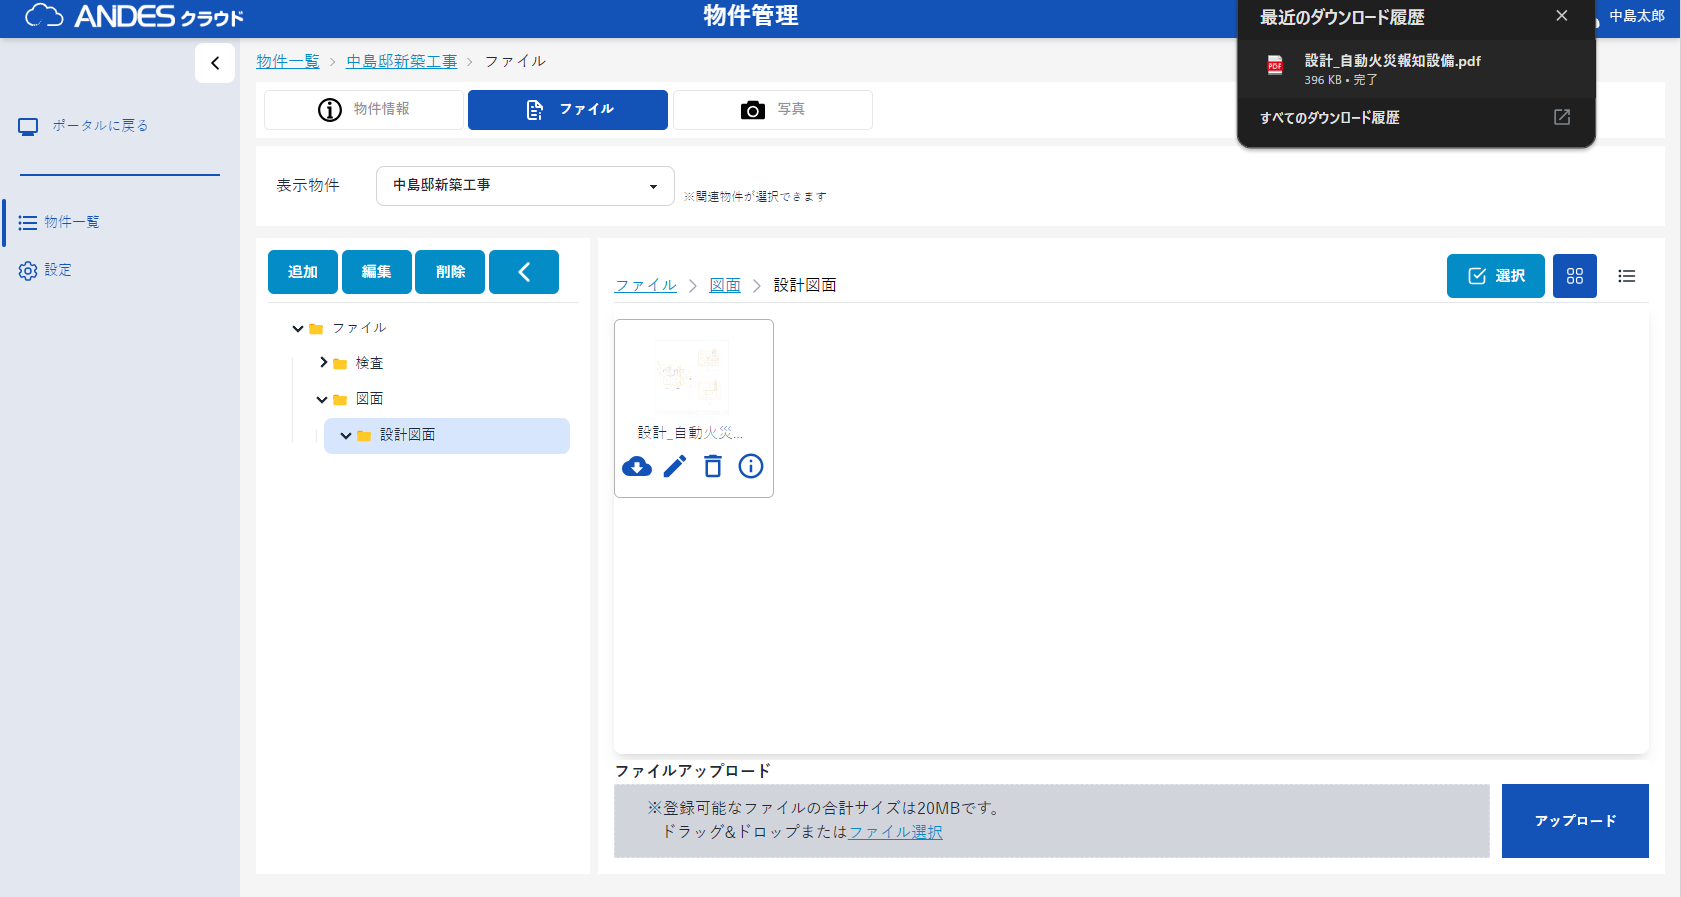 ANDES クラウド
物件管理
最近のダウンロード履歴
中島太郎
設計_自動火災報知設備.pdf
396 KB • 完了
すべてのダウンロード履歴
物件一覧 > 中島邸新築工事 > ファイル
物件情報
ファイル
写真
ポータルに戻る
物件一覧
設定
表示物件
中島邸新築工事
※関連物件が選択できます
追加
編集
削除
ファイル
検査
図面
設計図面
ファイル > 図面 > 設計図面
選択
設計_自動火災...
ファイルアップロード
※登録可能なファイルの合計サイズは20MBです。
ドラッグ&ドロップまたはファイル選択
アップロード